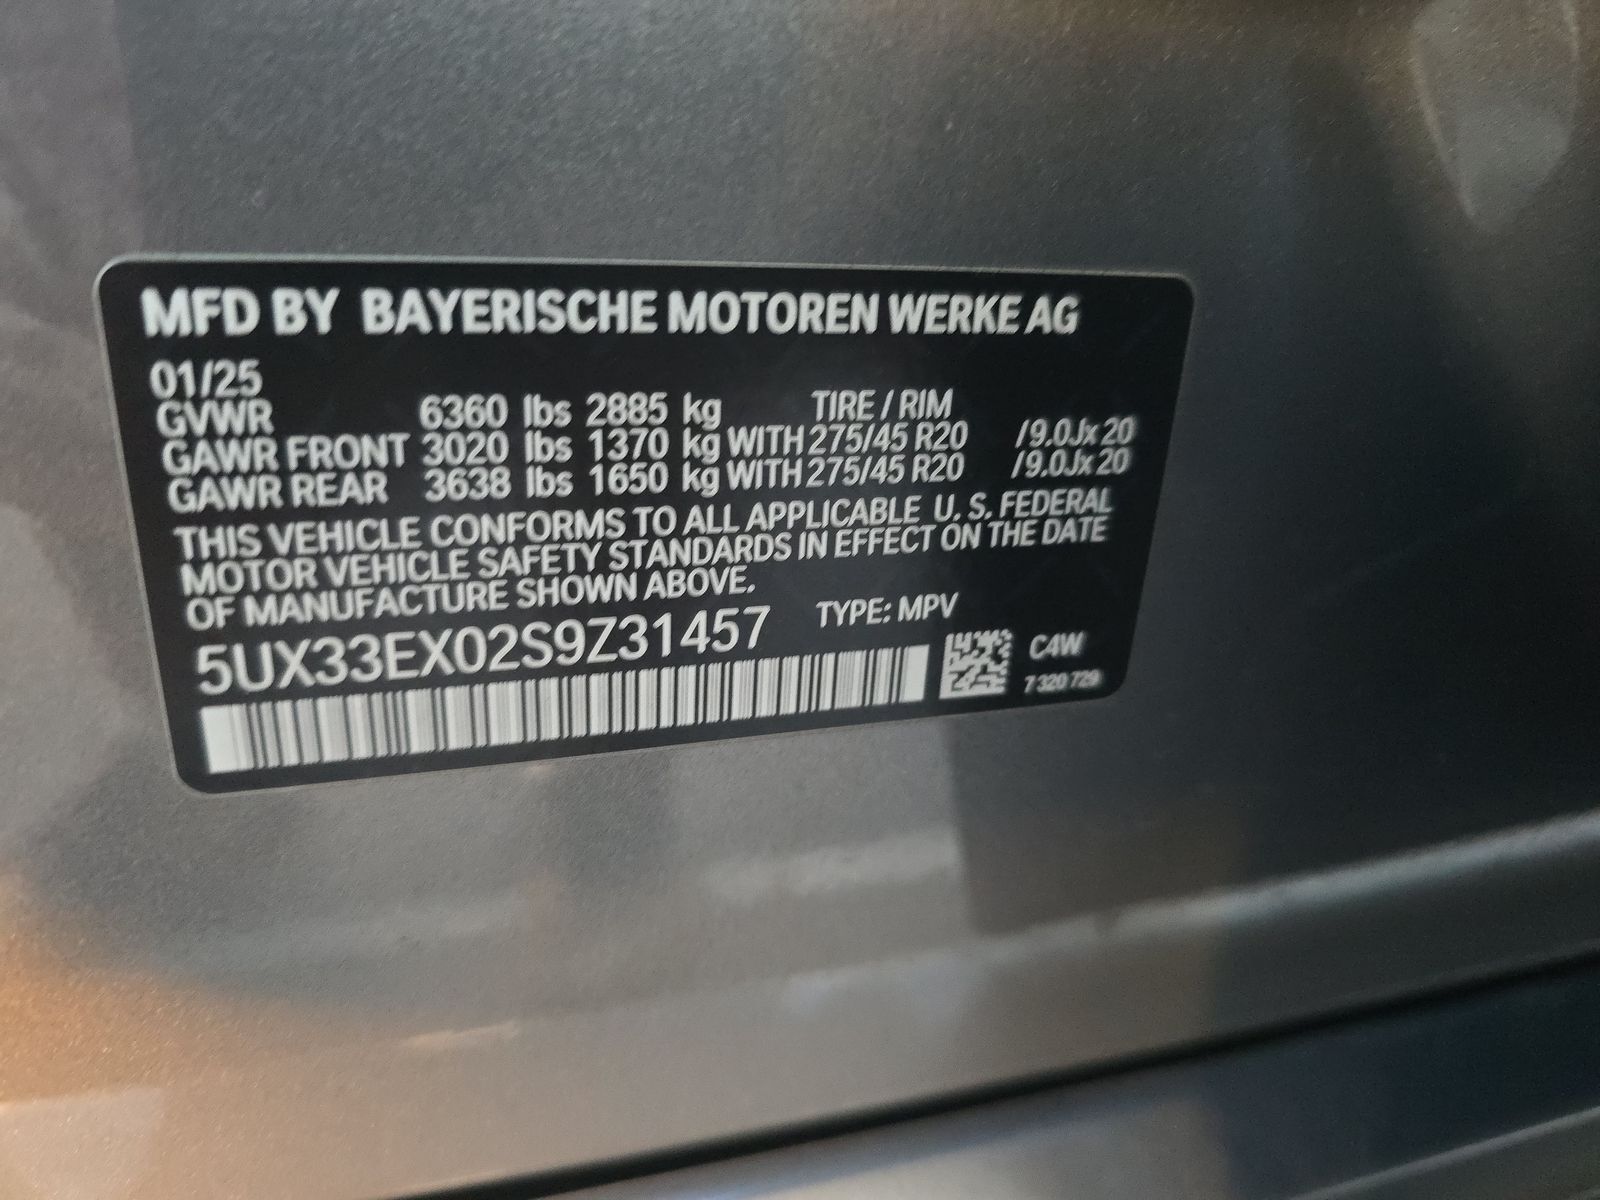 MFD BY BAYERISCHE MOTOREN WERKE AG
01/25
GVWR 6360 lbs 2885 kg TIRE / RIM
GAWR FRONT 3020 lbs 1370 kg WITH 275/45 R20 /9.0Jx20
GAWR REAR 3638 lbs 1650 kg WITH 275/45 R20 /9.0Jx20
THIS VEHICLE CONFORMS TO ALL APPLICABLE U. S. FEDERAL
MOTOR VEHICLE SAFETY STANDARDS IN EFFECT ON THE DATE
OF MANUFACTURE SHOWN ABOVE.
5UX33EX02S9Z31457 TYPE: MPV
C4W
7 320 729